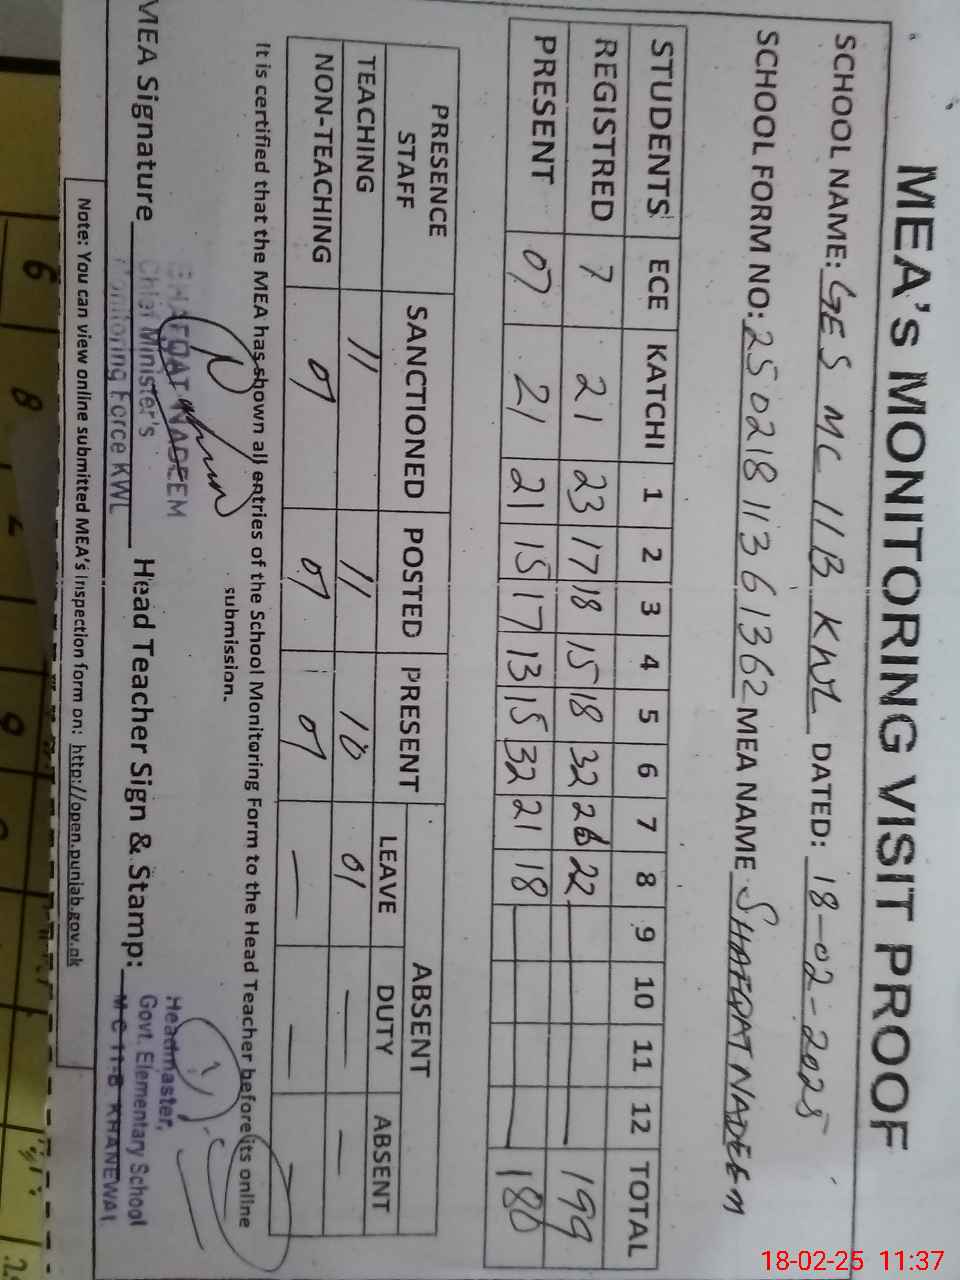 MEA's MONITORING VISIT PROOF
SCHOOL NAME: GES MC 11B KWL DATED: 18-02-2025
SCHOOL FORM NO: 25021811361362 MEA NAME SHAFQAT NADEEM
STUDENTS ECE KATCHI 1 2 3 4 5 6 7 8 9 10 11 12 TOTAL
REGISTRED 7 21 23 17 18 15 18 32 26 22 — 199
PRESENT 07 21 21 15 17 13 15 32 21 18 — 180
PRESENCE STAFF SANCTIONED POSTED PRESENT ABSENT
LEAVE DUTY ABSENT
TEACHING 11 11 10 01 — —
NON-TEACHING 07 07 07 — — —
It is certified that the MEA has shown all entries of the School Monitoring Form to the Head Teacher before its online
submission.
MEA Signature Head Teacher Sign & Stamp:
SHAFQAT NADEEM
Chief Minister's
Monitoring Force KWL
Headmaster,
Govt. Elementary School
M C 11-B KHANEWAL
Note: You can view online submitted MEA's inspection form on: http://open.punjab.gov.pk
6
8
9
18-02-25 11:37